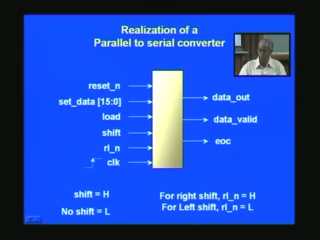 Realization of a
Parallel to serial converter
reset_n
set_data [15:0]
load
shift
rl_n
clk
data_out
data_valid
eoc
shift = H
No shift = L
For right shift, rl_n = H
For Left shift, rl_n = L